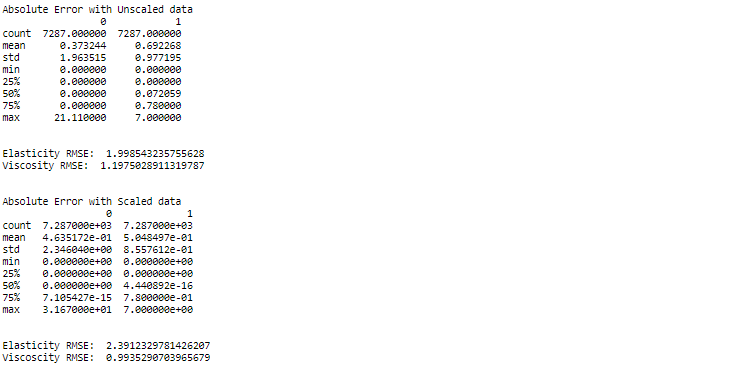 Absolute Error with Unscaled data
0 1
count 7287.000000 7287.000000
mean 0.373244 0.692268
std 1.963515 0.977195
min 0.000000 0.000000
25% 0.000000 0.000000
50% 0.000000 0.072059
75% 0.000000 0.780000
max 21.110000 7.000000
Elasticity RMSE: 1.998543235755628
Viscosity RMSE: 1.1975028911319787
Absolute Error with Scaled data
0 1
count 7.287000e+03 7.287000e+03
mean 4.635172e-01 5.048497e-01
std 2.346040e+00 8.557612e-01
min 0.000000e+00 0.000000e+00
25% 0.000000e+00 0.000000e+00
50% 0.000000e+00 4.440892e-16
75% 7.105427e-15 7.800000e-01
max 3.167000e+01 7.000000e+00
Elasticity RMSE: 2.3912329781426207
Viscoscity RMSE: 0.9935290703965679